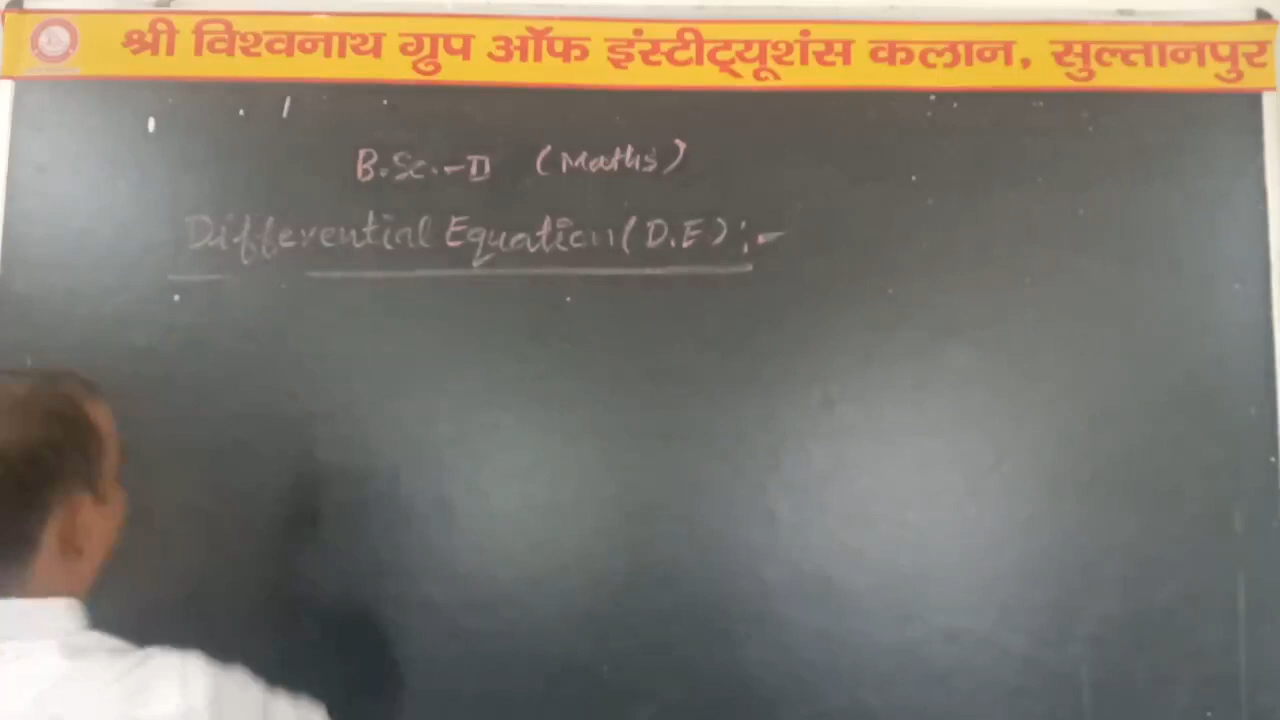 श्री विश्वनाथ ग्रुप ऑफ इंस्टीट्यूशंस कलान, सुल्तानपुर
B.Sc.-II (Maths)
Differential Equation (D.E) :-